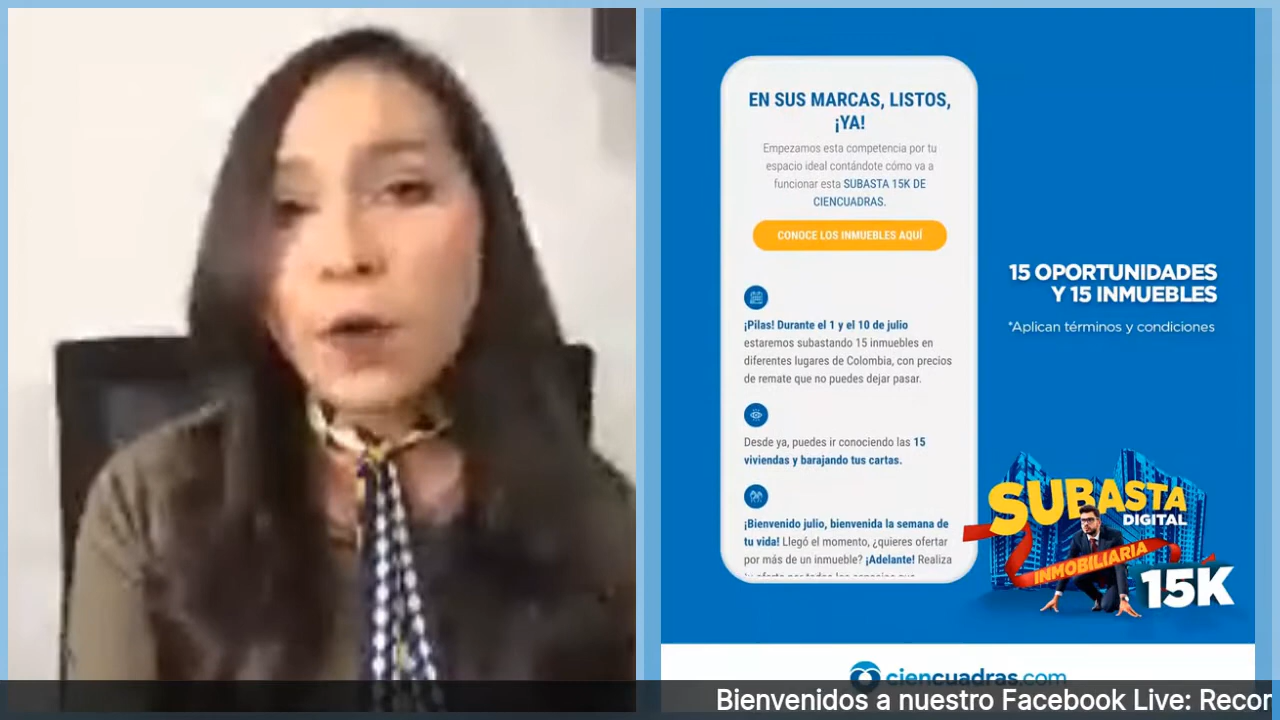 EN SUS MARCAS, LISTOS,
¡YA!
Empezamos esta competencia por tu
espacio ideal contándote cómo va a
funcionar esta SUBASTA 15K DE
CIENCUADRAS.
CONOCE LOS INMUEBLES AQUÍ
¡Pilas! Durante el 1 y el 10 de julio
estaremos subastando 15 inmuebles en
diferentes lugares de Colombia, con precios
de remate que no puedes dejar pasar.
Desde ya, puedes ir conociendo las 15
viviendas y barajando tus cartas.
¡Bienvenido julio, bienvenida la semana de
tu vida! Llegó el momento, ¿quieres ofertar
por más de un inmueble? ¡Adelante! Realiza
15 OPORTUNIDADES
Y 15 INMUEBLES
*Aplican términos y condiciones
SUBASTA
DIGITAL
INMOBILIARIA
15K
ciencuadras.com
Bienvenidos a nuestro Facebook Live: Recor